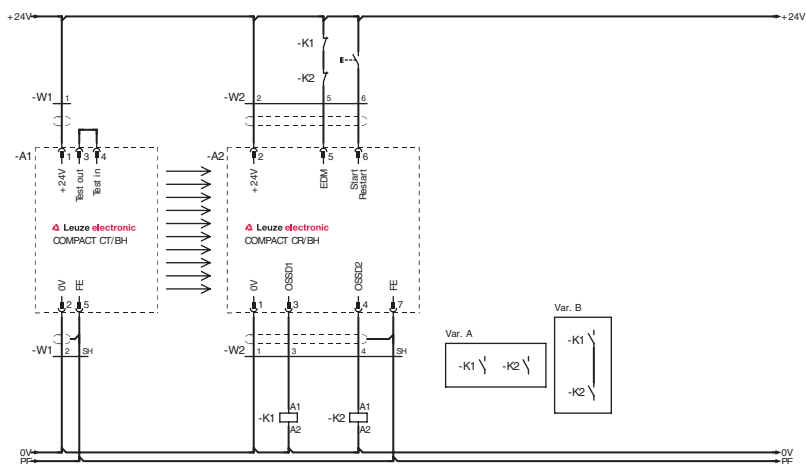 +24V +24V
-K1
-K2
-W1 1
-W2 2 5 6
-A1 1 3 4
-A2 2 5 6
+24V
Test out
Test in
+24V
EDM
Start
Restart
Leuze electronic
COMPACT CT/BH
Leuze electronic
COMPACT CR/BH
0V
FE
0V
OSSD1
OSSD2
FE
2 5
1 3 4 7
-W1 2 SH
-W2 1 3 4 SH
Var. A
-K1 -K2
Var. B
-K1
-K2
-K1 A1
A2
-K2 A1
A2
0V 0V
PE PE